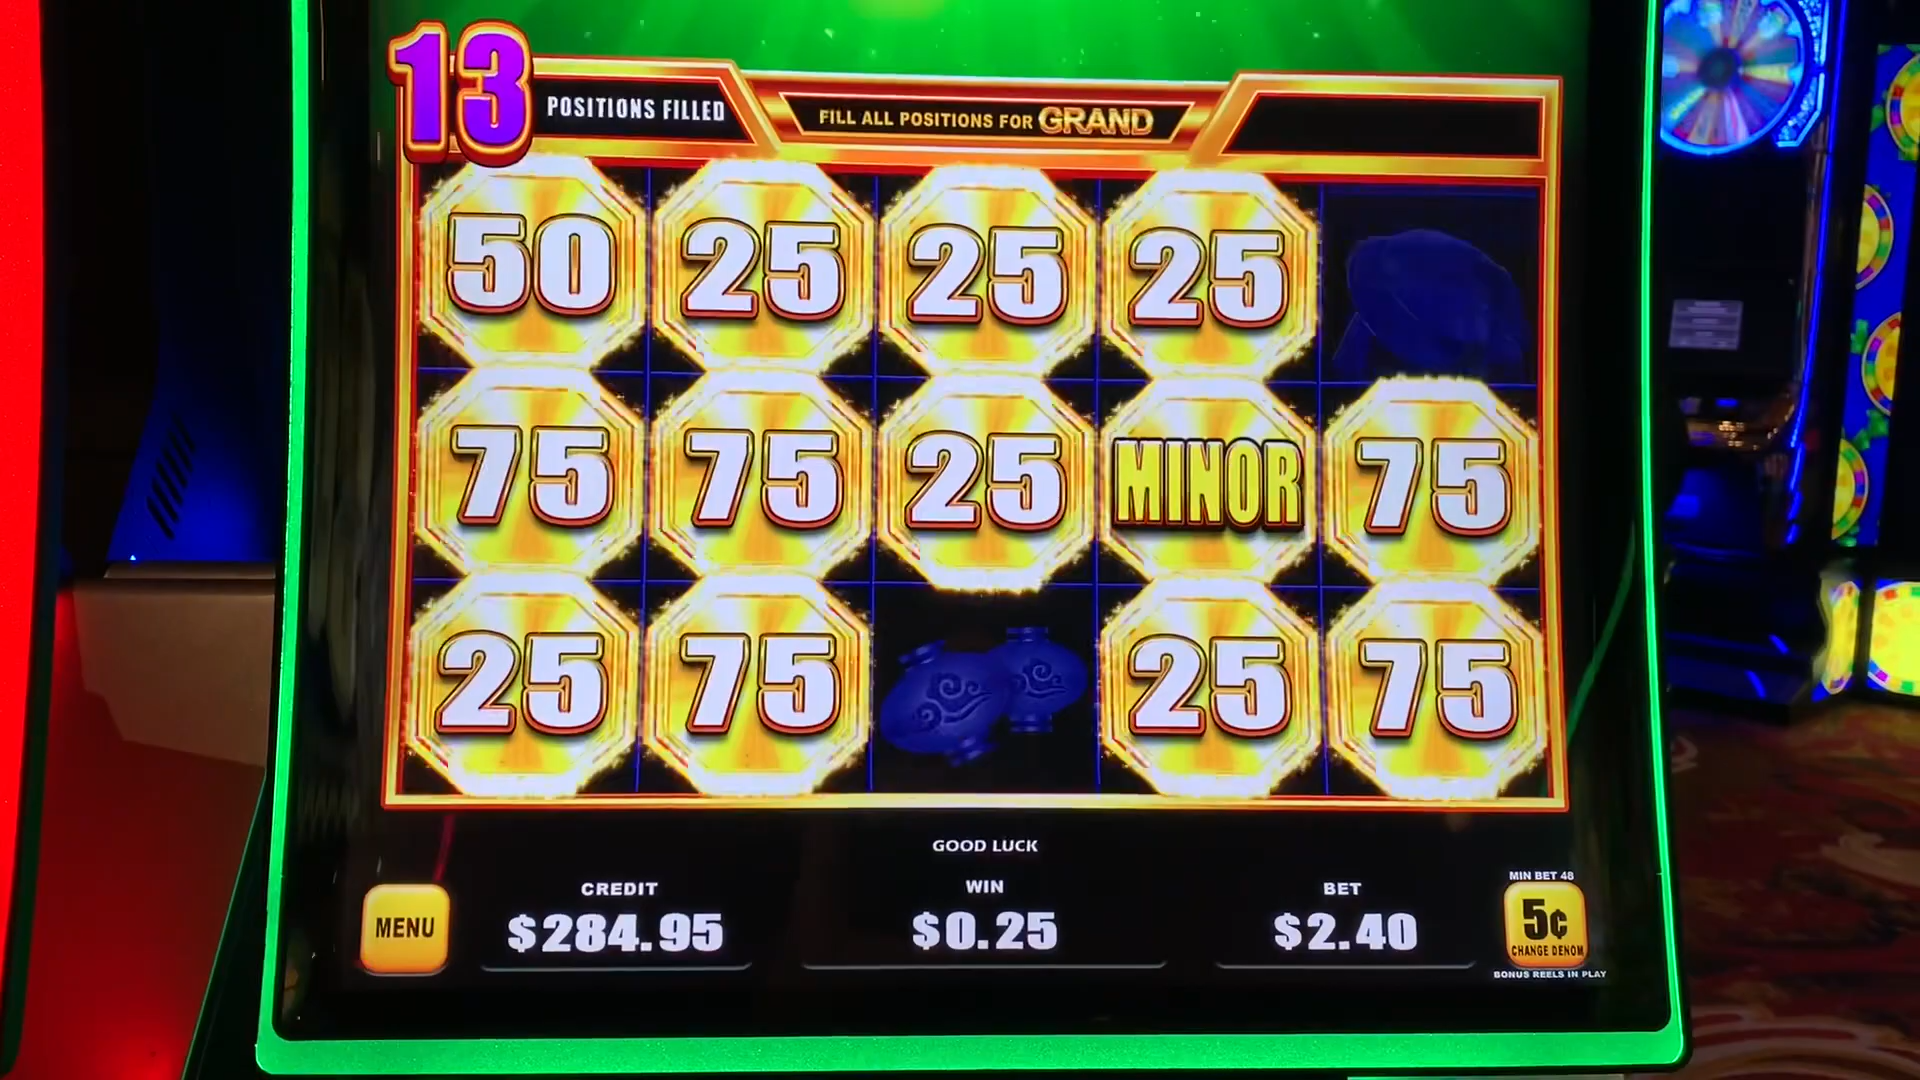 13 POSITIONS FILLED
FILL ALL POSITIONS FOR GRAND
50 25 25 25
75 75 25 MINOR 75
25 75 25 75
GOOD LUCK
CREDIT WIN BET
MIN BET 48
MENU $284.95 $0.25 $2.40 5¢
CHANGE DENOM
BONUS REELS IN PLAY